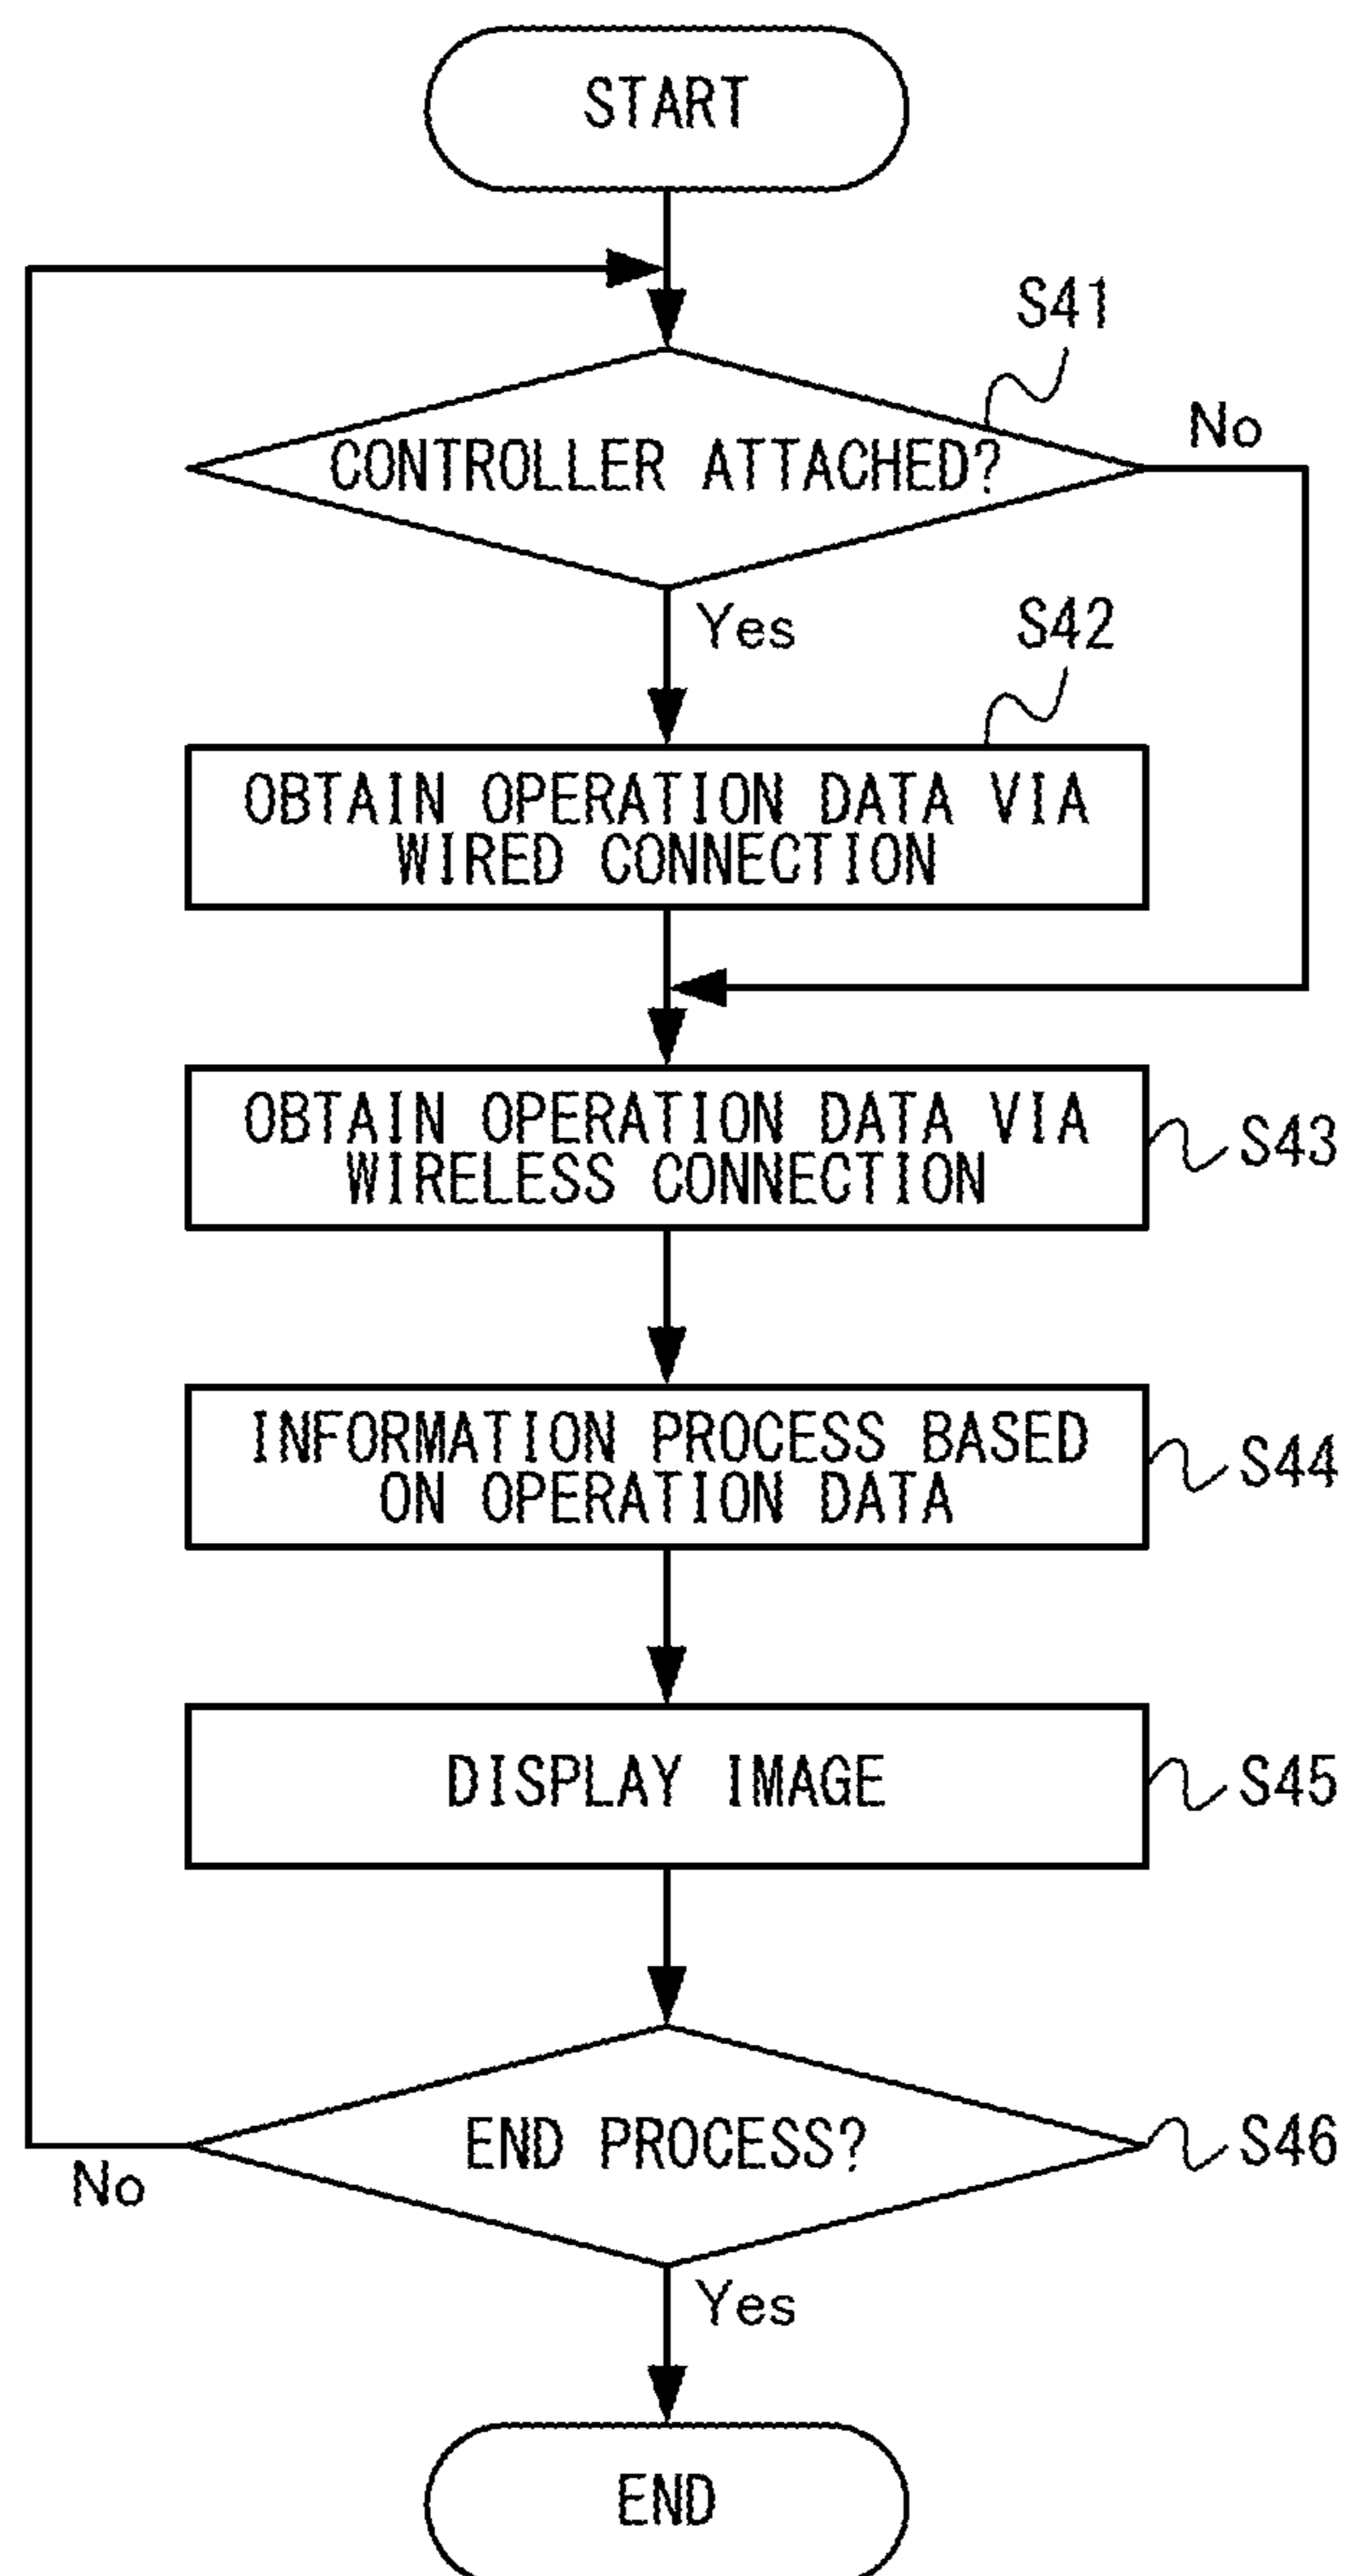 START
S41
No
CONTROLLER ATTACHED?
Yes
S42
OBTAIN OPERATION DATA VIA
WIRED CONNECTION
OBTAIN OPERATION DATA VIA
WIRELESS CONNECTION
S43
INFORMATION PROCESS BASED
ON OPERATION DATA
S44
DISPLAY IMAGE
S45
END PROCESS?
S46
No
Yes
END